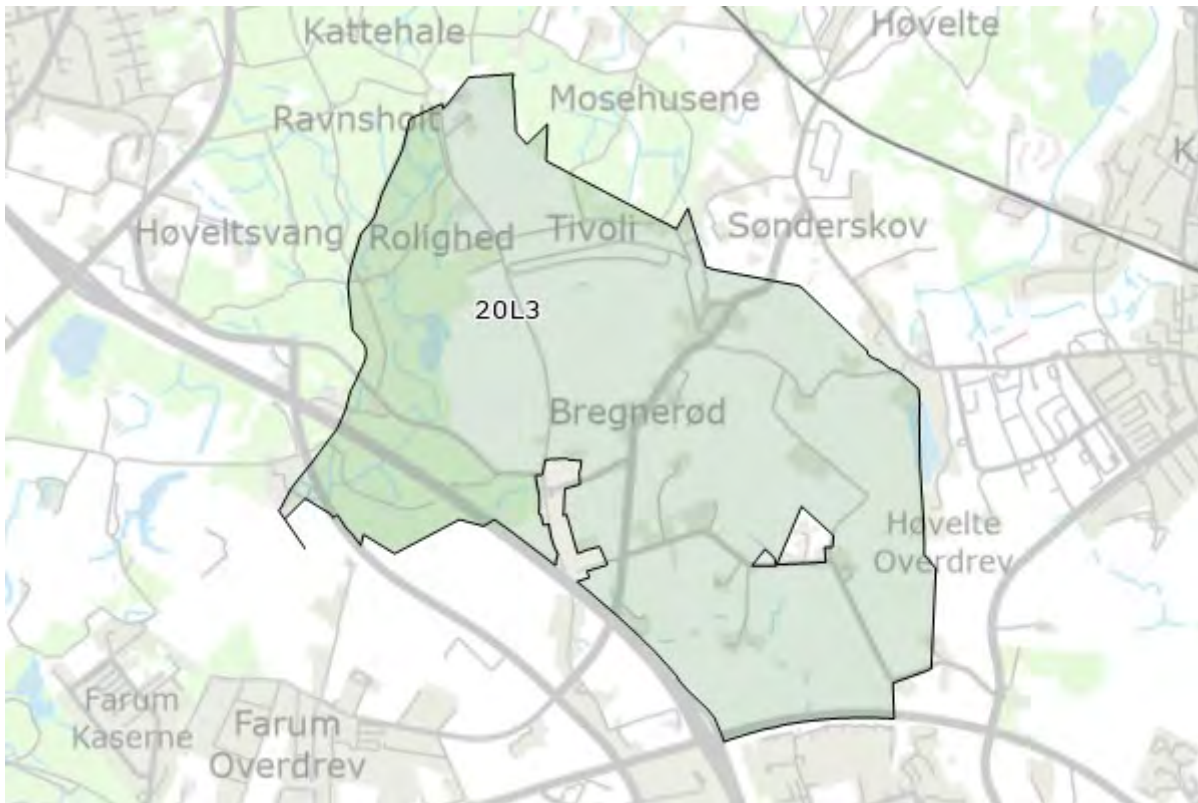 Kattehale
Høvelte
Ravnsholt
Mosehusene
K
Høveltsvang
Rolighed
Tivoli
Sønderskov
20L3
Bregnerød
Høvelte
Overdrev
Farum
Kaserne
Farum
Overdrev